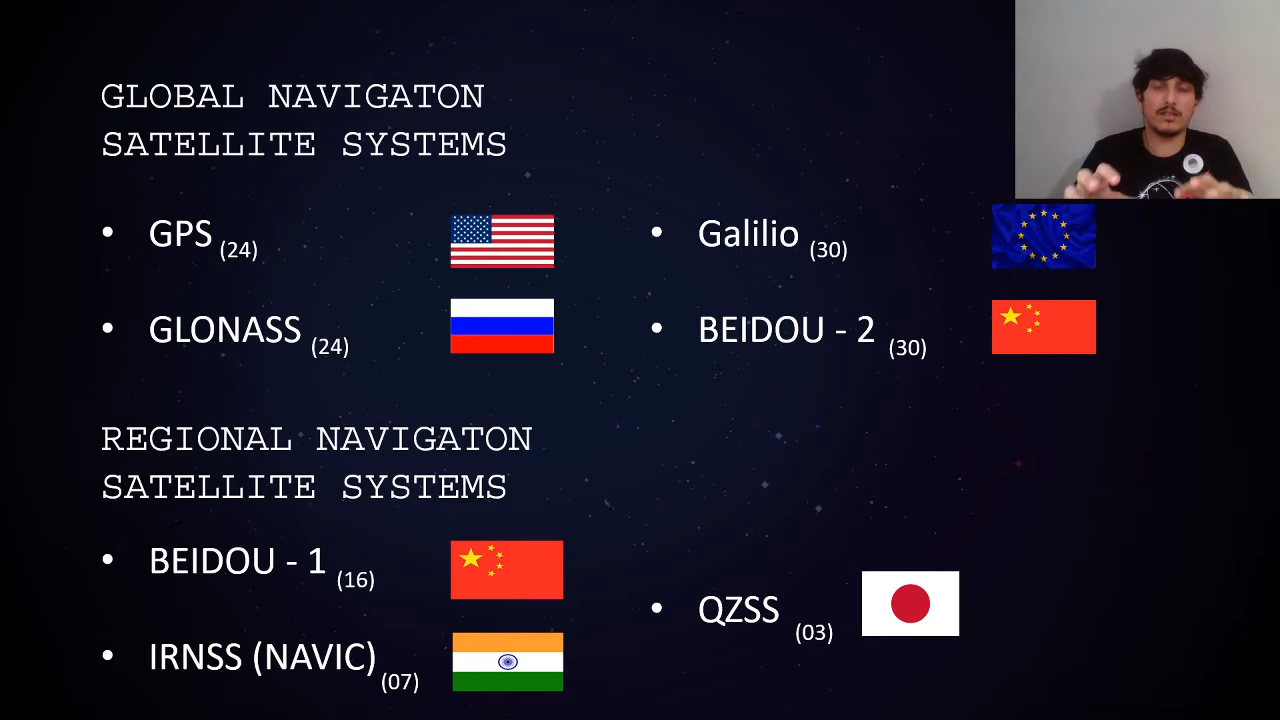 GLOBAL NAVIGATON
SATELLITE SYSTEMS
• GPS (24)
• GLONASS (24)
• Galilio (30)
• BEIDOU - 2 (30)
REGIONAL NAVIGATON
SATELLITE SYSTEMS
• BEIDOU - 1 (16)
• IRNSS (NAVIC) (07)
• QZSS (03)